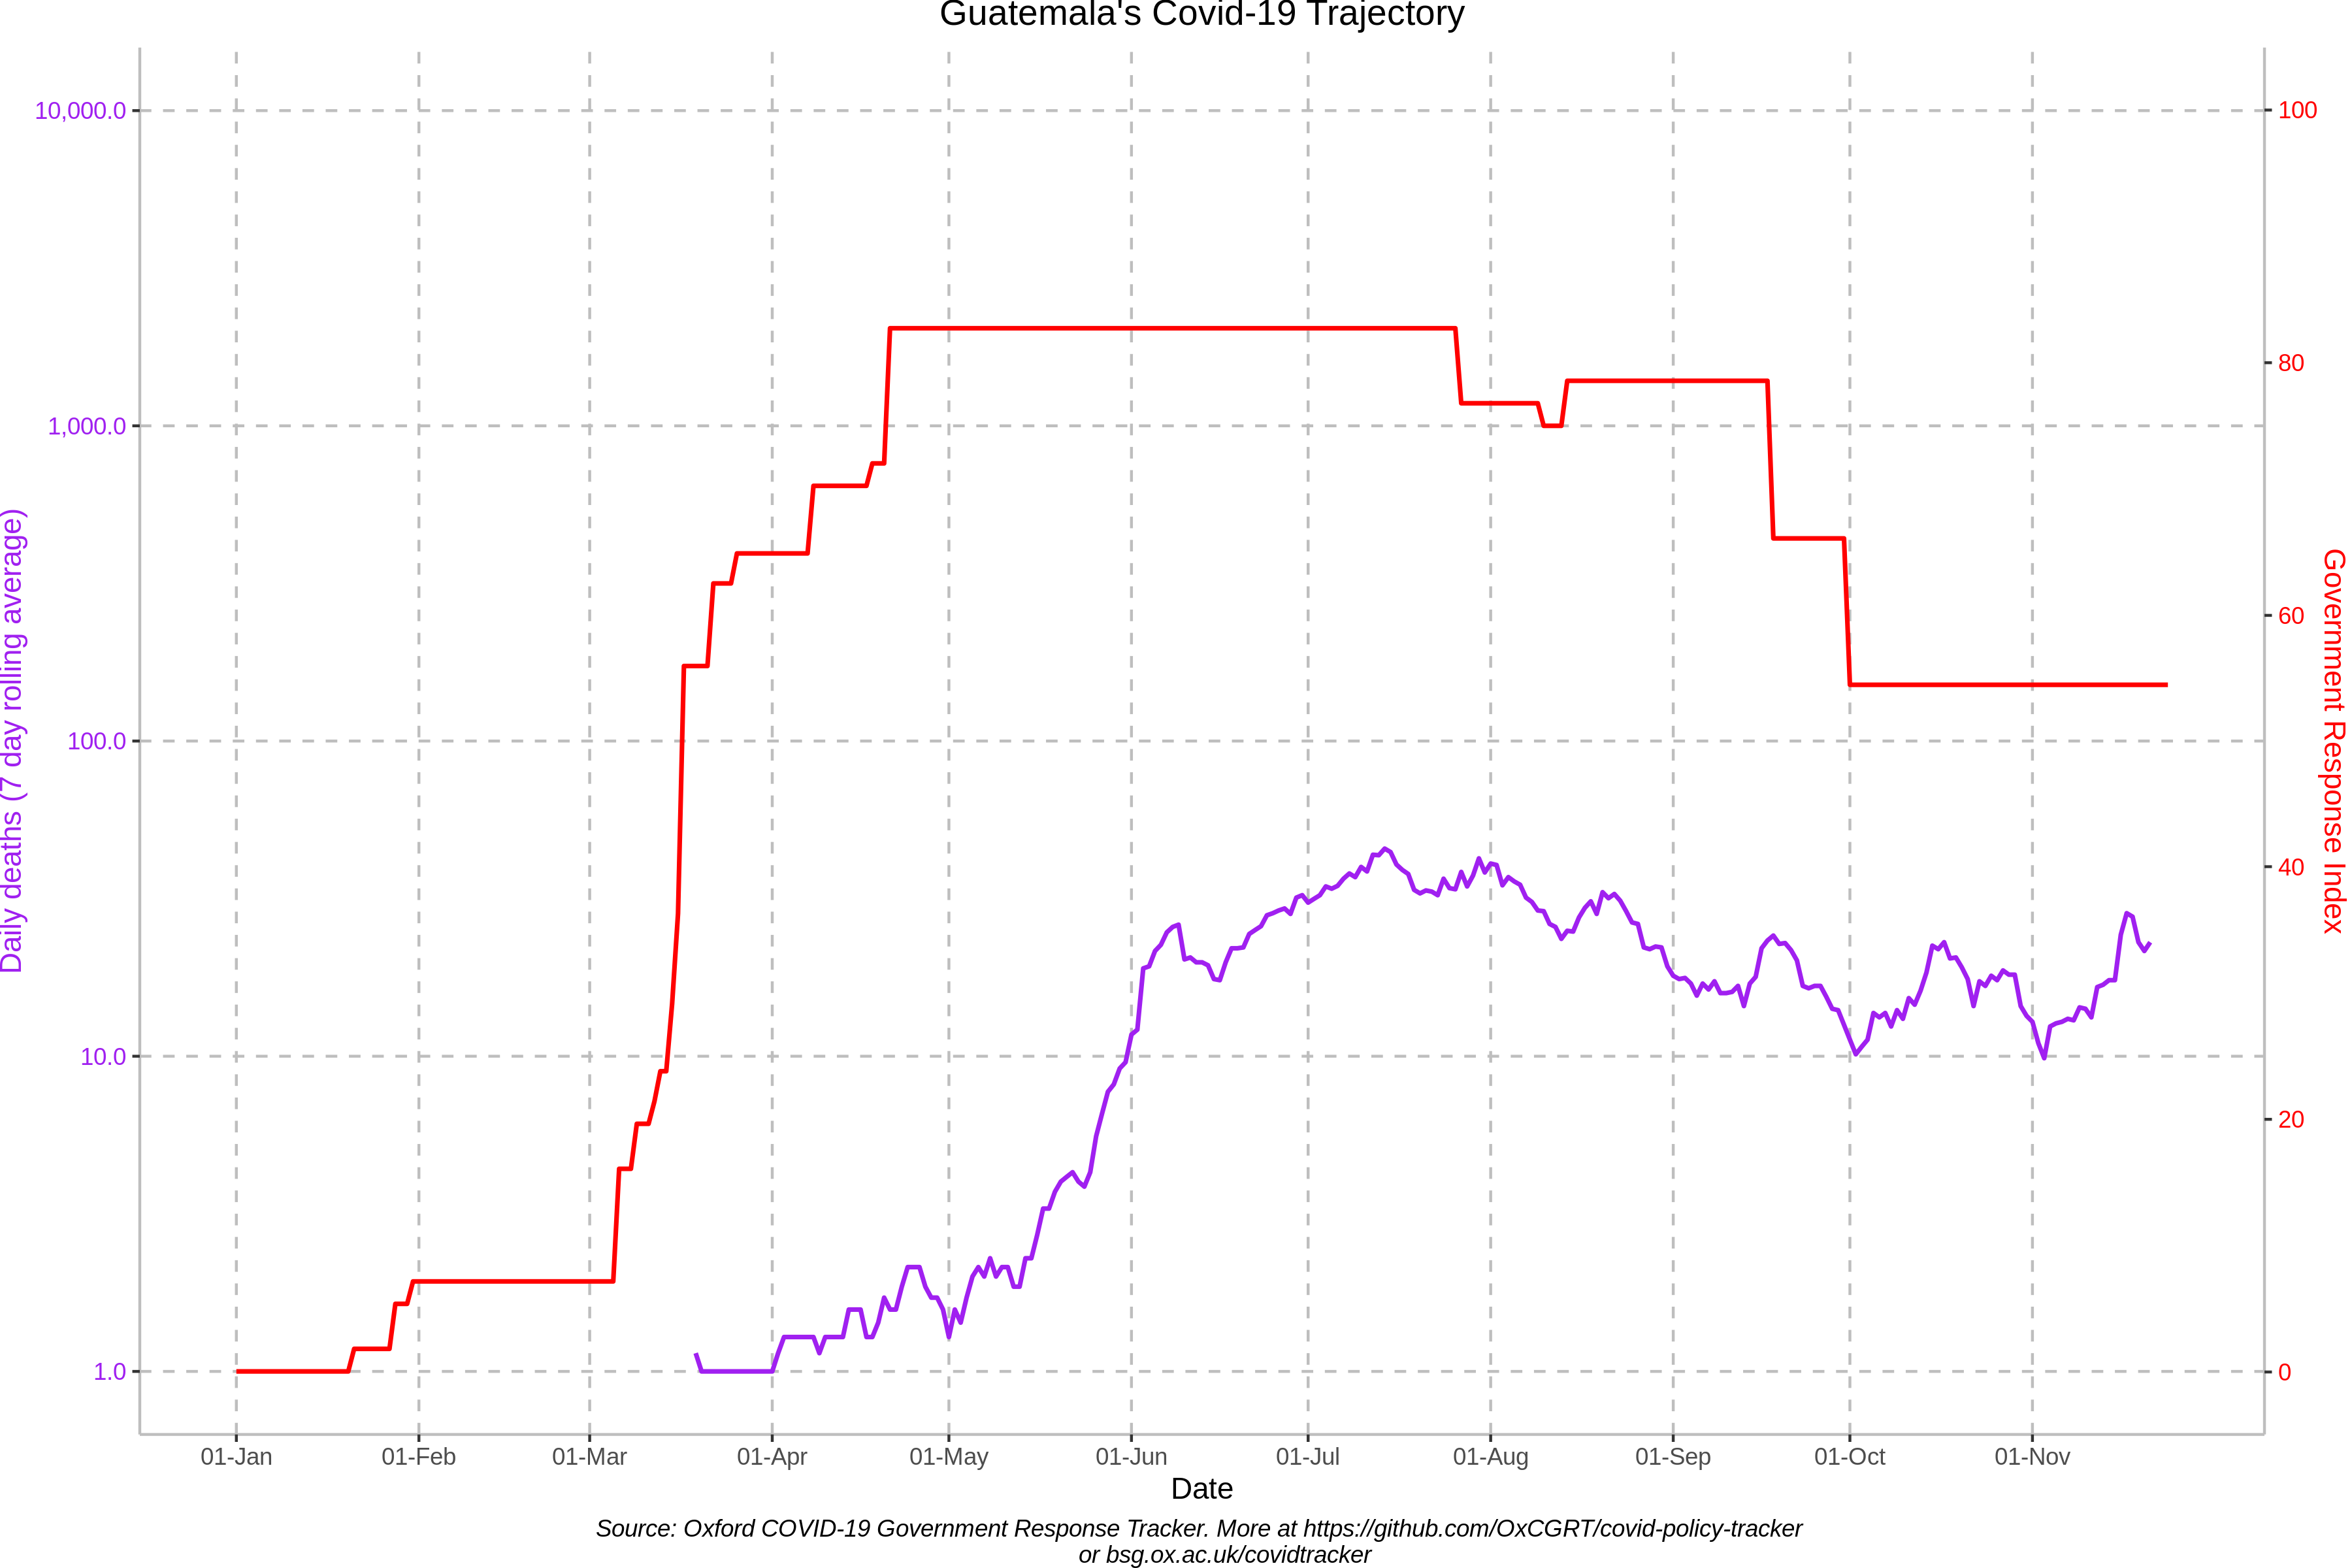 Guatemala's Covid-19 Trajectory
10,000.0
1,000.0
100.0
10.0
1.0
Daily deaths (7 day rolling average)
100
80
60
40
20
0
Government Response Index
01-Jan 01-Feb 01-Mar 01-Apr 01-May 01-Jun 01-Jul 01-Aug 01-Sep 01-Oct 01-Nov
Date
Source: Oxford COVID-19 Government Response Tracker. More at https://github.com/OxCGRT/covid-policy-tracker
or bsg.ox.ac.uk/covidtracker